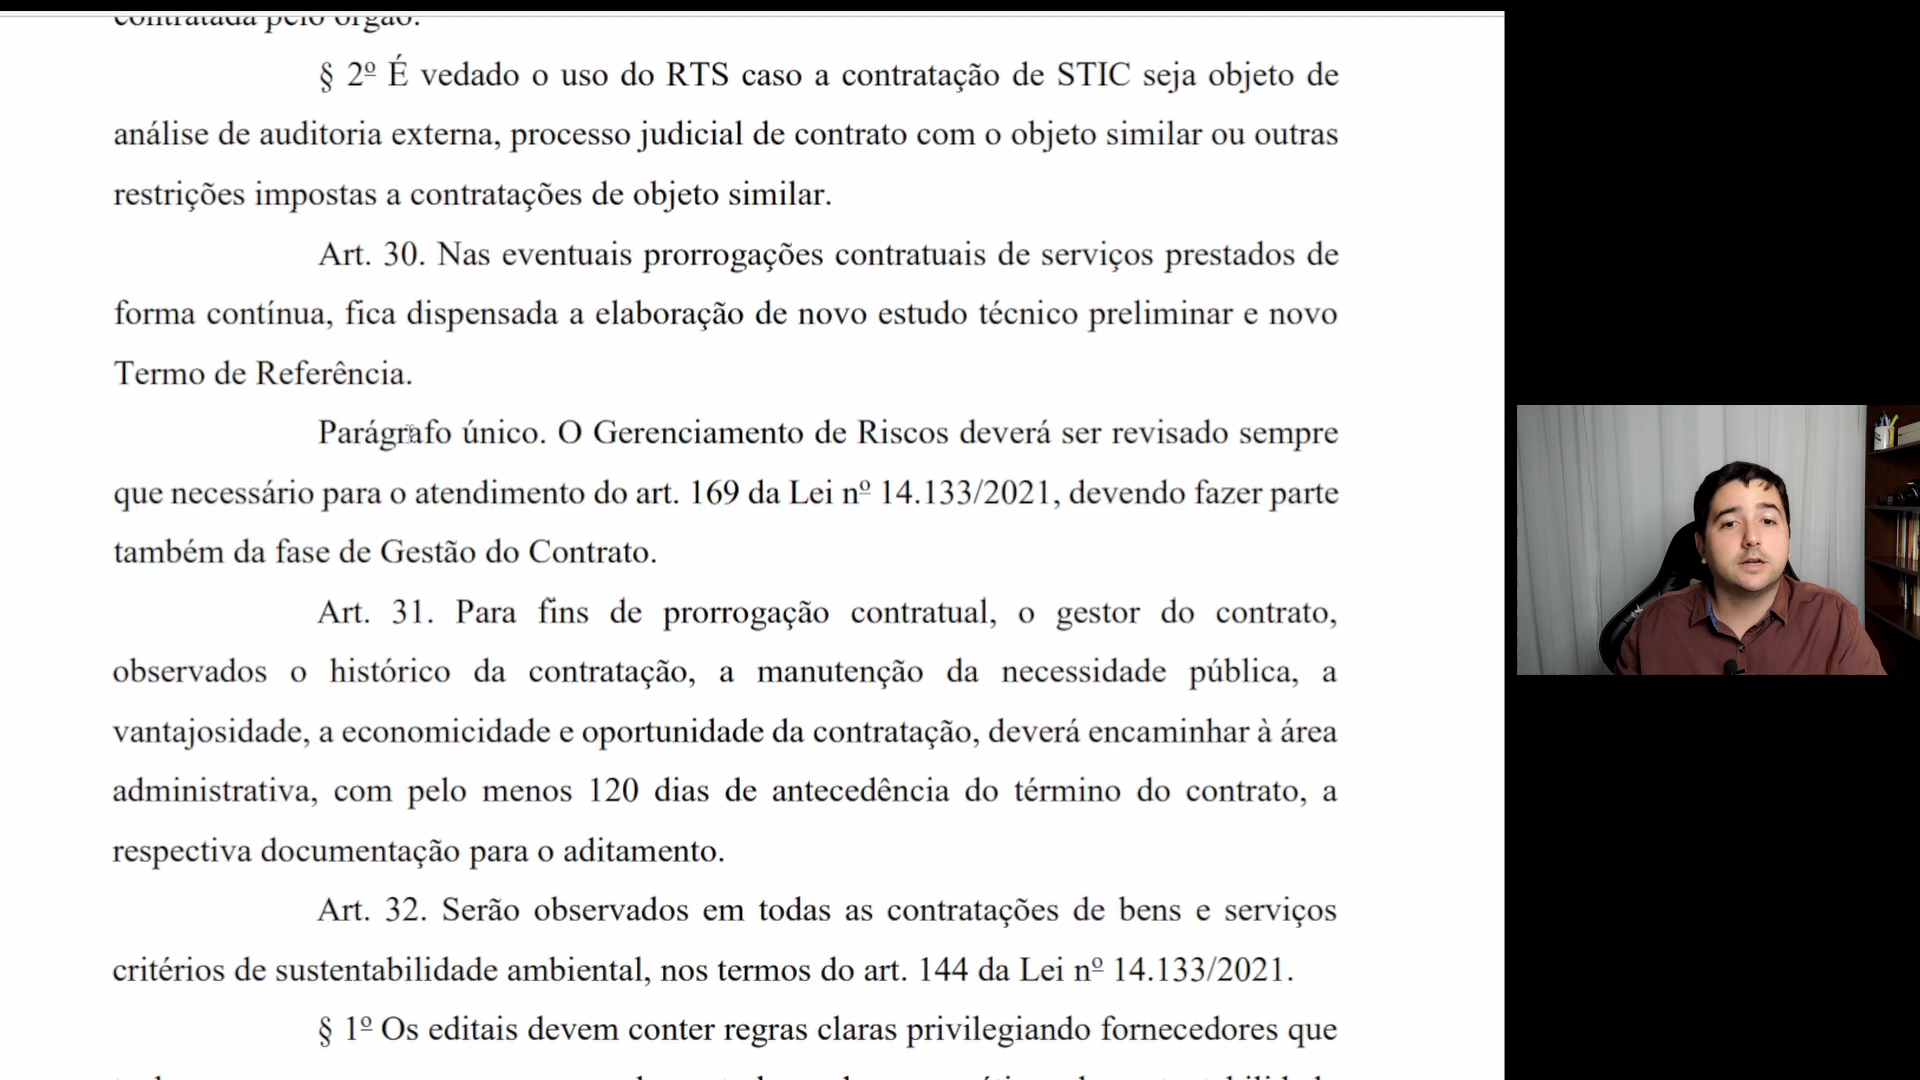 contratada pelo órgão.
§ 2º É vedado o uso do RTS caso a contratação de STIC seja objeto de
análise de auditoria externa, processo judicial de contrato com o objeto similar ou outras
restrições impostas a contratações de objeto similar.
Art. 30. Nas eventuais prorrogações contratuais de serviços prestados de
forma contínua, fica dispensada a elaboração de novo estudo técnico preliminar e novo
Termo de Referência.
Parágrafo único. O Gerenciamento de Riscos deverá ser revisado sempre
que necessário para o atendimento do art. 169 da Lei nº 14.133/2021, devendo fazer parte
também da fase de Gestão do Contrato.
Art. 31. Para fins de prorrogação contratual, o gestor do contrato,
observados o histórico da contratação, a manutenção da necessidade pública, a
vantajosidade, a economicidade e oportunidade da contratação, deverá encaminhar à área
administrativa, com pelo menos 120 dias de antecedência do término do contrato, a
respectiva documentação para o aditamento.
Art. 32. Serão observados em todas as contratações de bens e serviços
critérios de sustentabilidade ambiental, nos termos do art. 144 da Lei nº 14.133/2021.
§ 1º Os editais devem conter regras claras privilegiando fornecedores que